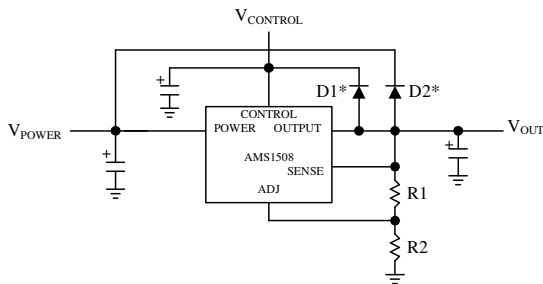 VCONTROL
D1*
D2*
CONTROL
VPOWER
POWER
OUTPUT
VOUT
AMS1508
SENSE
ADJ
R1
R2
+
+
+